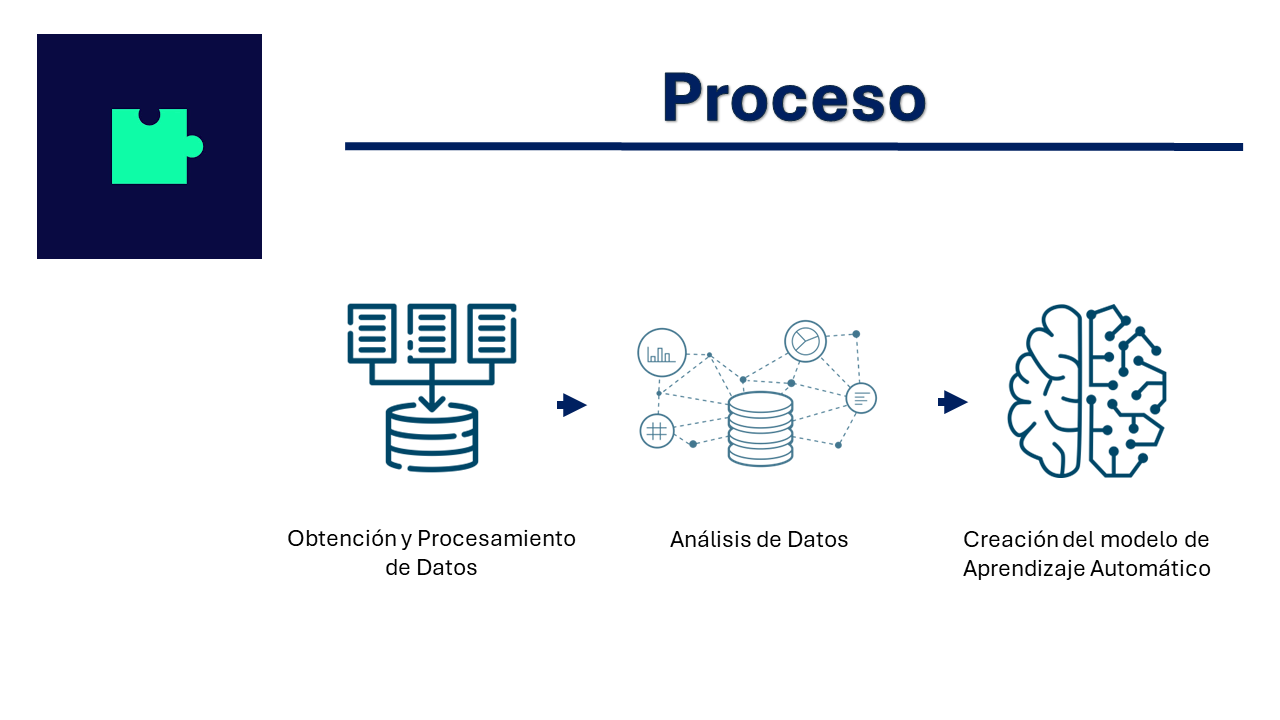 Proceso
Obtención y Procesamiento
de Datos
Análisis de Datos
Creación del modelo de
Aprendizaje Automático